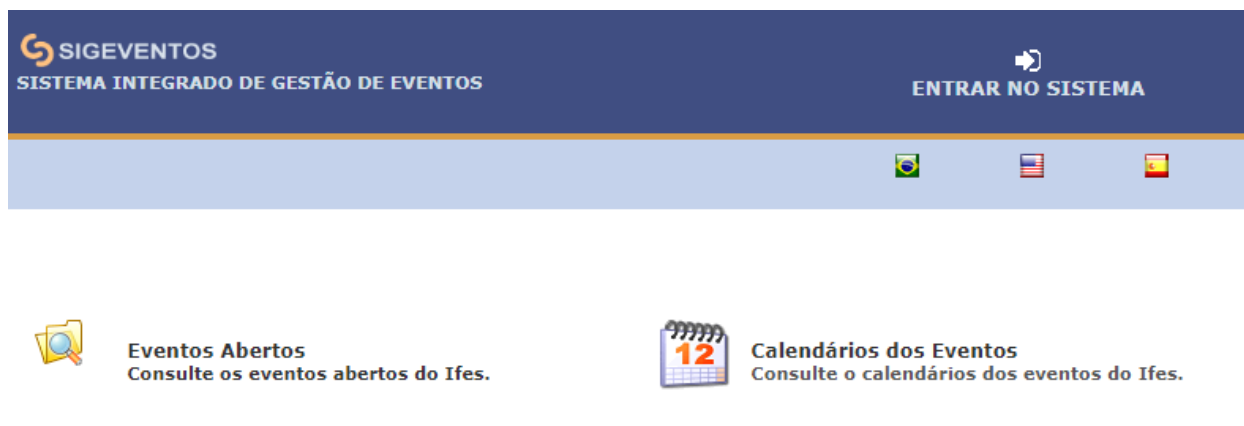 SIGEVENTOS
SISTEMA INTEGRADO DE GESTÃO DE EVENTOS
ENTRAR NO SISTEMA
Eventos Abertos
Consulte os eventos abertos do Ifes.
12
Calendários dos Eventos
Consulte o calendários dos eventos do Ifes.